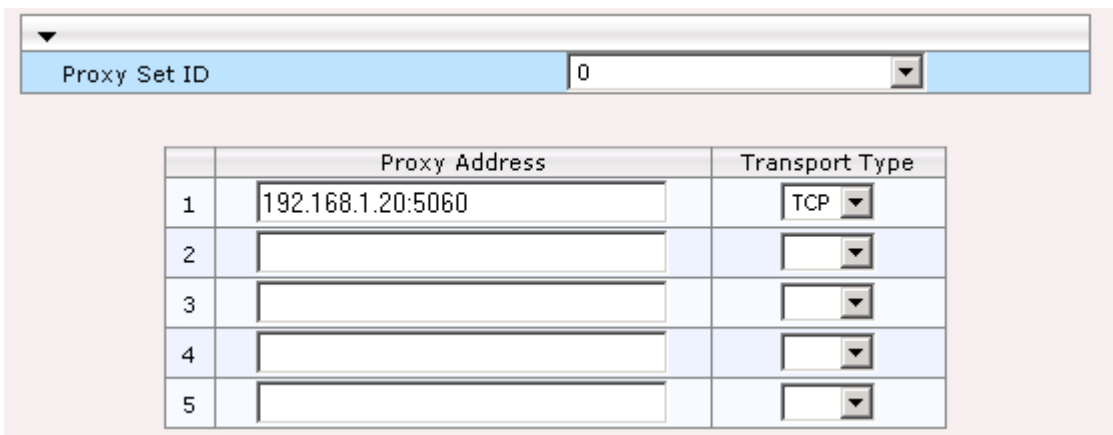 Proxy Set ID 0
Proxy Address Transport Type
1 192.168.1.20:5060 TCP
2
3
4
5